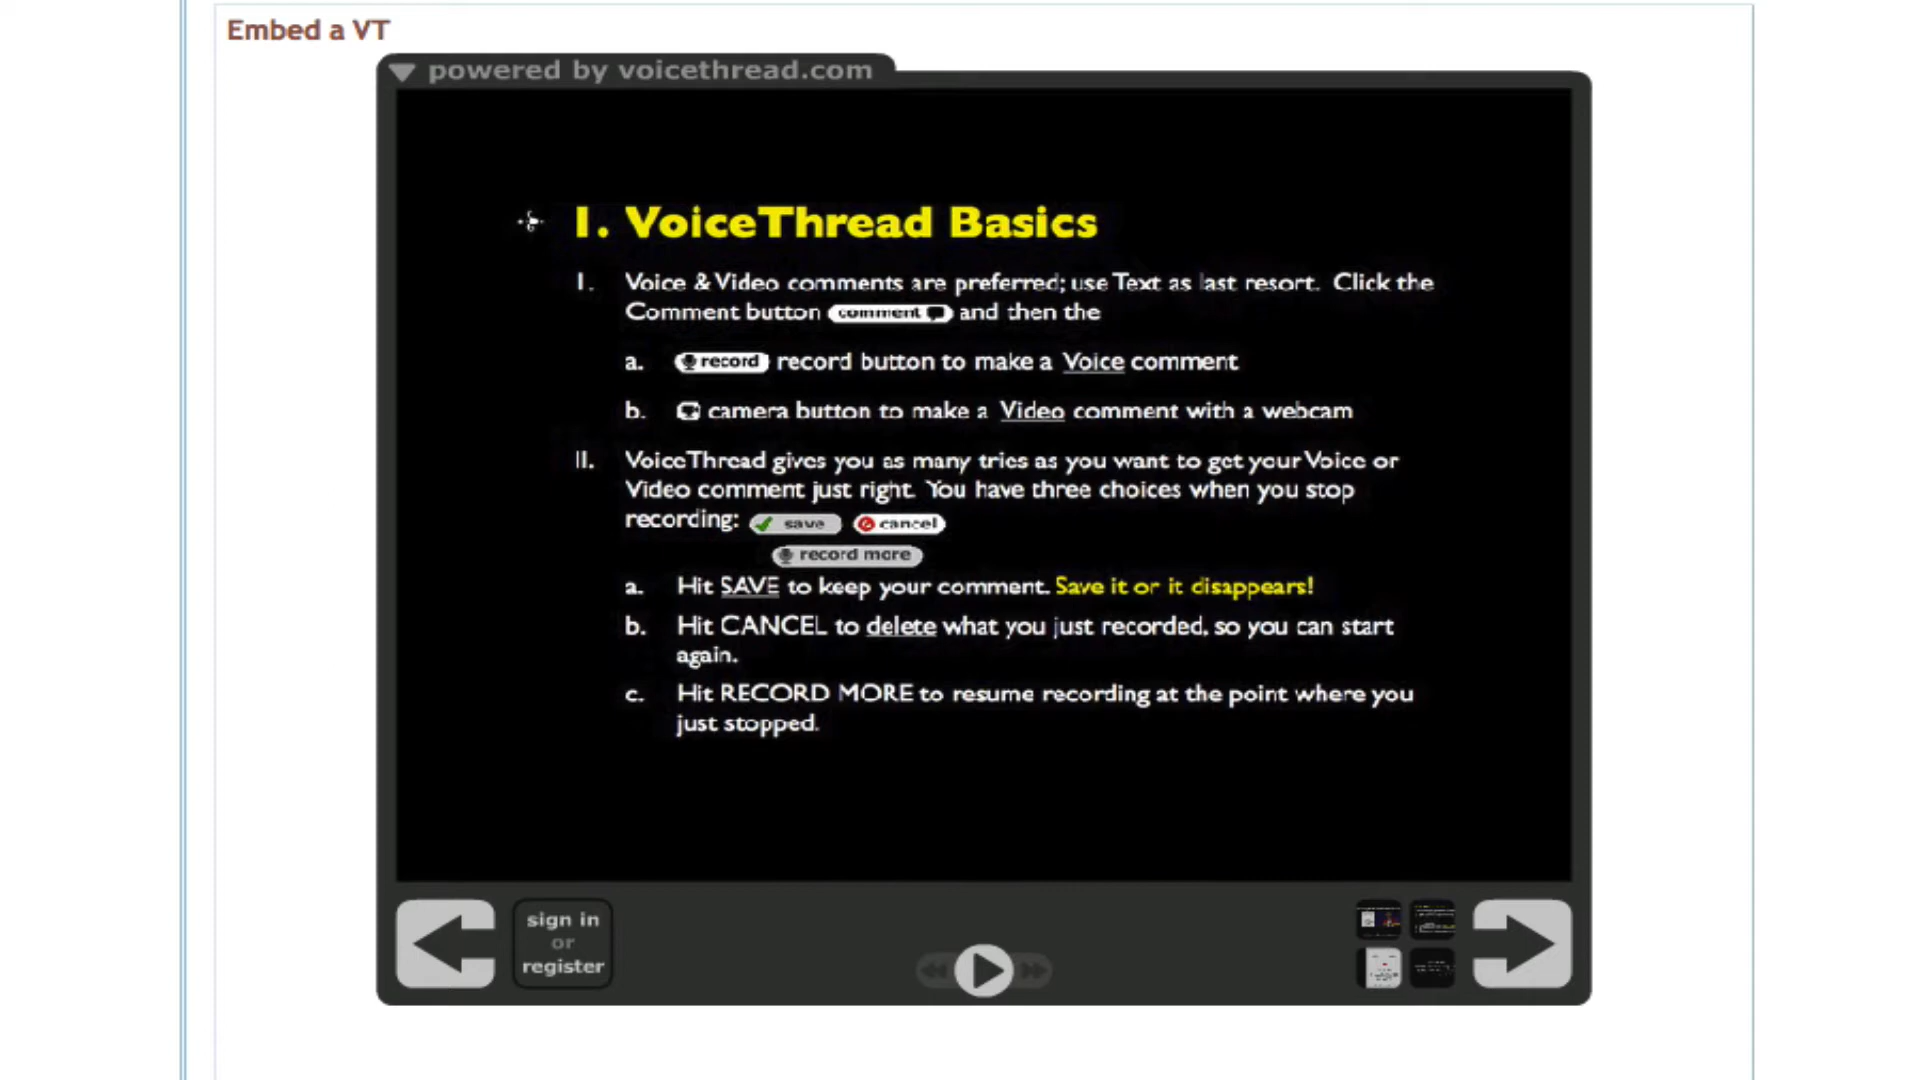 Embed a VT
powered by voicethread.com
1. VoiceThread Basics
I. Voice & Video comments are preferred; use Text as last resort. Click the
Comment button comment and then the
a. record record button to make a Voice comment
b. camera button to make a Video comment with a webcam
II. VoiceThread gives you as many tries as you want to get your Voice or
Video comment just right. You have three choices when you stop
recording: save cancel
record more
a. Hit SAVE to keep your comment. Save it or it disappears!
b. Hit CANCEL to delete what you just recorded, so you can start
again.
c. Hit RECORD MORE to resume recording at the point where you
just stopped.
sign in
or
register